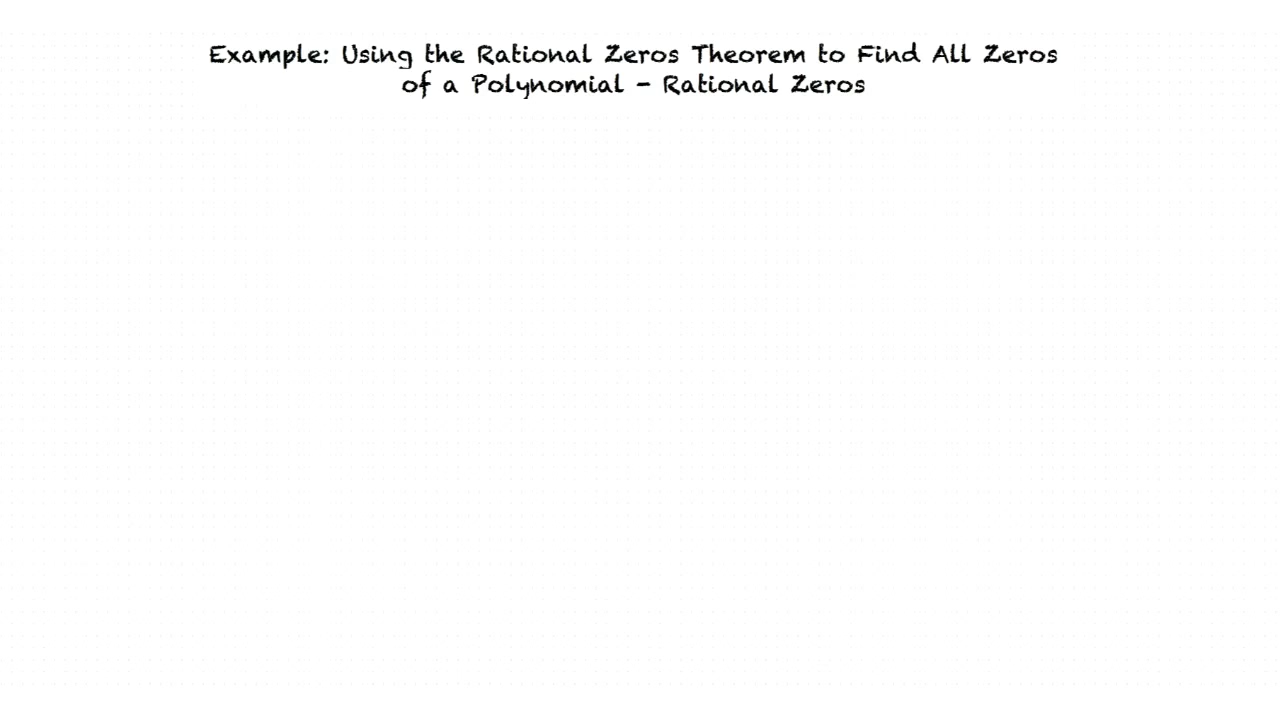 Example: Using the Rational Zeros Theorem to Find All Zeros
of a Polynomial - Rational Zeros